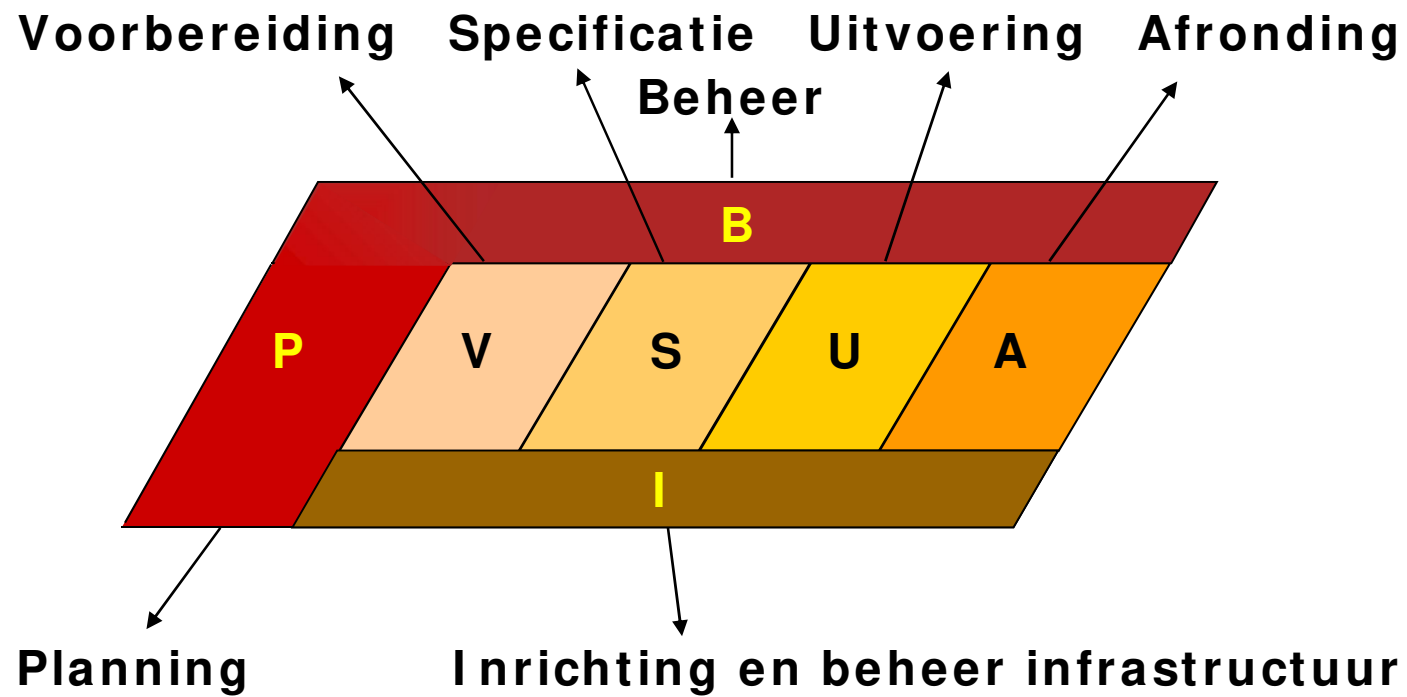 Voorbereiding Specificatie Uitvoering Afronding
Beheer
B
P V S U A
I
Planning Inrichting en beheer infrastructuur